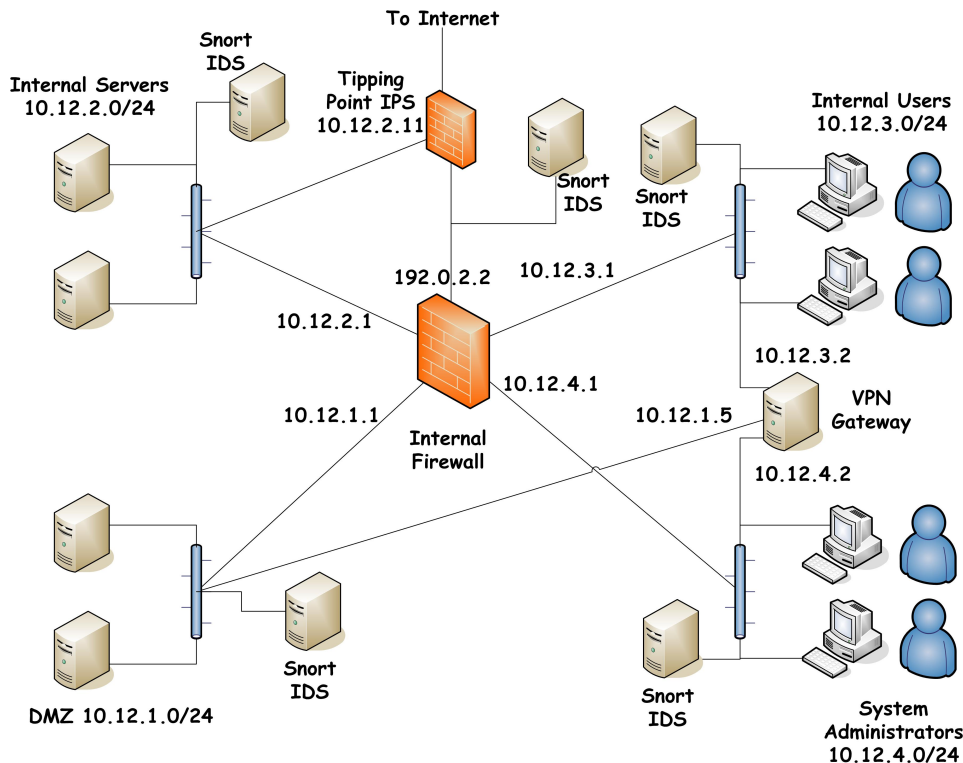 To Internet
Snort
IDS
Internal Servers
10.12.2.0/24
Tipping
Point IPS
10.12.2.11
Internal Users
10.12.3.0/24
Snort
IDS
Snort
IDS
192.0.2.2
10.12.3.1
10.12.2.1
10.12.3.2
10.12.4.1
10.12.1.1
10.12.1.5
VPN
Gateway
Internal
Firewall
10.12.4.2
Snort
IDS
Snort
IDS
DMZ 10.12.1.0/24
System
Administrators
10.12.4.0/24